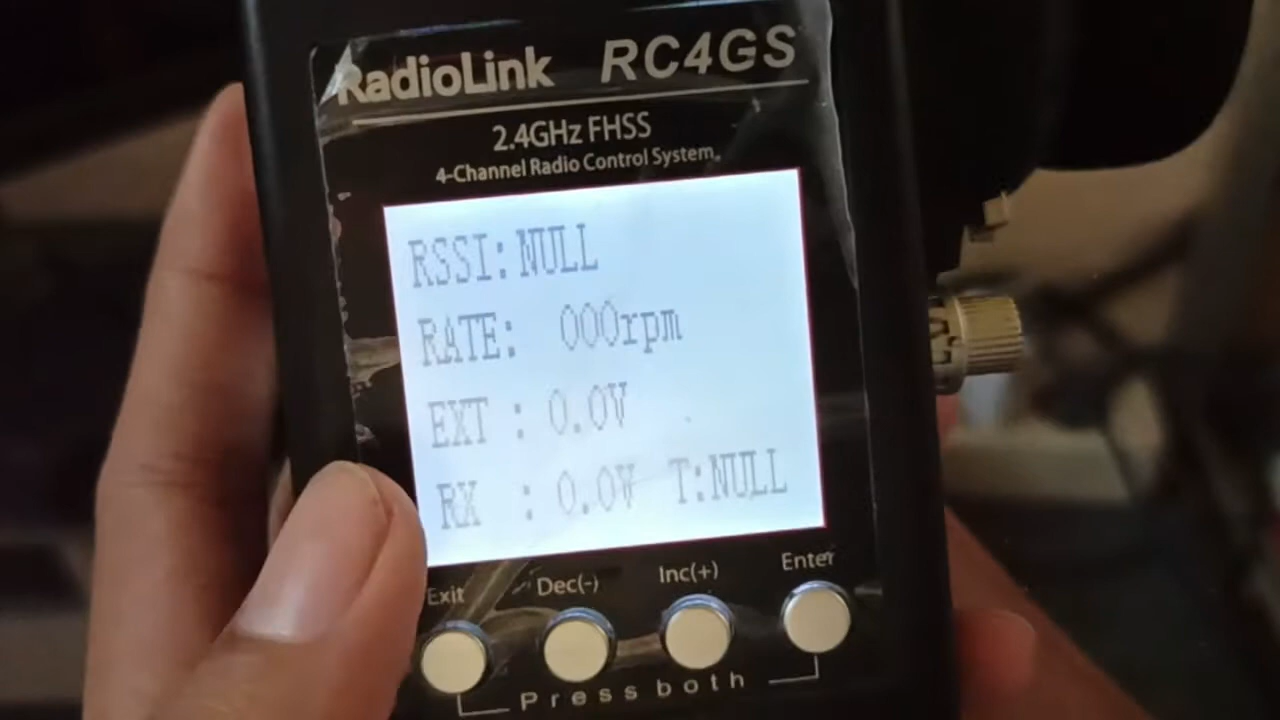 RadioLink RC4GS
2.4GHz FHSS
4-Channel Radio Control System
RSSI:NULL
RATE: 000rpm
EXT : 0.0V
RX : 0.0V T:NULL
Exit Dec(-) Inc(+) Enter
Press both